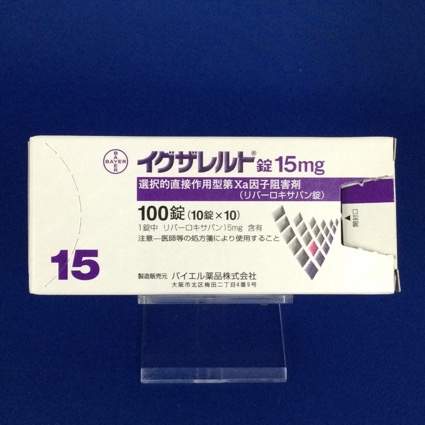 BAYER
BAYER
イグザレルト®錠15mg
選択的直接作用型第Xa因子阻害剤
(リバーロキサバン錠)
100錠(10錠×10)
1錠中 リバーロキサバン15mg 含有
注意―医師等の処方箋により使用すること
15
製造販売元 バイエル薬品株式会社
大阪市北区梅田二丁目4番9号